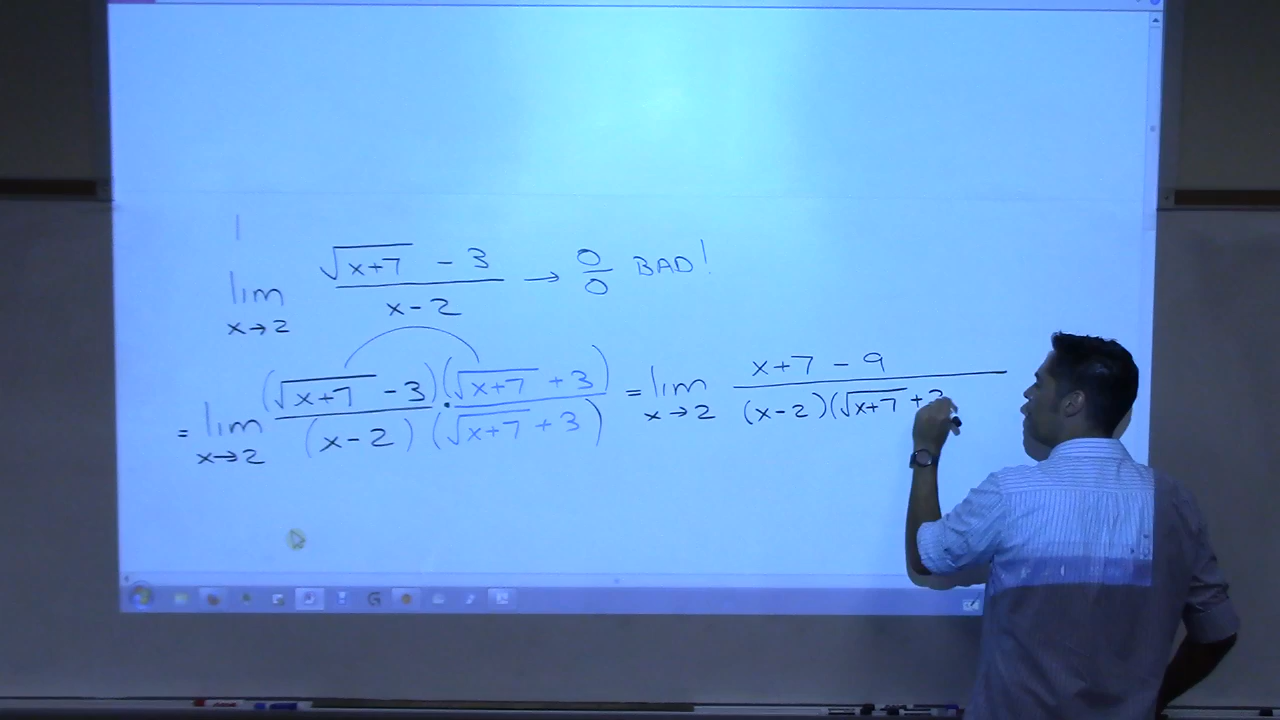 lim x→2 (√(x+7) - 3)/(x-2) → 0/0 BAD!
= lim x→2 (√(x+7) - 3)/(x-2) · (√(x+7) + 3)/(√(x+7) + 3) = lim x→2 (x+7-9)/((x-2)(√(x+7) + 3